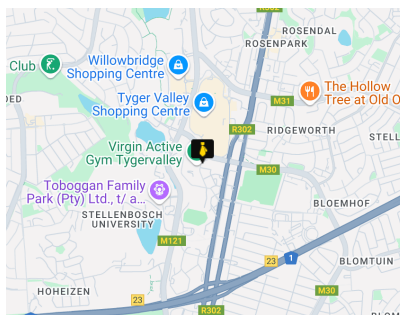 ROSENDAL
ROSENPARK
Willowbridge
Shopping Centre
Club
Tyger Valley
Shopping Centre
The Hollow
Tree at Old O
M31
R302
RIDGEWORTH
STELL
Virgin Active
Gym Tygervalley
M30
Toboggan Family
Park (Pty) Ltd., t/ a...
BLOEMHOF
STELLENBOSCH
UNIVERSITY
M121
23
1
BLOMTUIN
HOHEIZEN
23
M30
R302